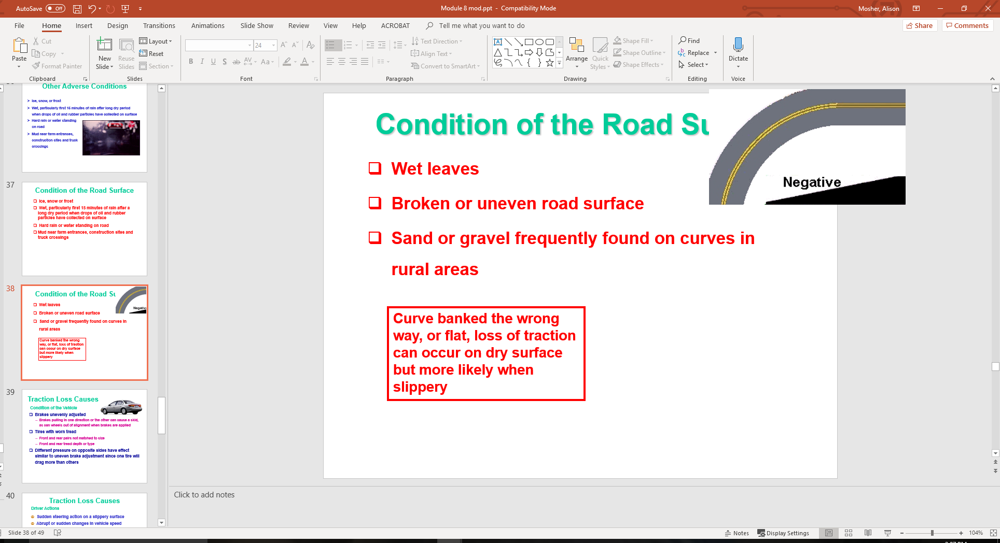 AutoSave Off
Module 8 mod.ppt - Compatibility Mode
Mosher, Alison
File Home Insert Design Transitions Animations Slide Show Review View Help ACROBAT Tell me what you want to do
Share Comments
Paste
Cut
Copy
Format Painter
Clipboard
New Slide
Reuse Slides
Layout
Reset
Section
Slides
24
B I U S ab AV Aa A
Font
Text Direction
Align Text
Convert to SmartArt
Paragraph
Arrange
Quick Styles
Shape Fill
Shape Outline
Shape Effects
Drawing
Find
Replace
Select
Editing
Dictate
Voice
Other Adverse Conditions
Ice, snow, or frost
Wet, particularly first 15 minutes of rain after long dry period
when drops of oil and rubber particles have collected on surface
Hard rain or water standing
on road
Mud near farm entrances,
construction sites and truck
crossings
37
Condition of the Road Surface
Ice, snow or frost
Wet, particularly first 15 minutes of rain after a
long dry period when drops of oil and rubber
particles have collected on surface
Hard rain or water standing on road
Mud near farm entrances, construction sites and
truck crossings
38
Condition of the Road Su
Wet leaves
Broken or uneven road surface
Sand or gravel frequently found on curves in
rural areas
Negative
Curve banked the wrong
way, or flat, loss of traction
can occur on dry surface
but more likely when
slippery
39
Traction Loss Causes
Condition of the Vehicle
Brakes unevenly adjusted
– Brakes pulling in one direction or the other can cause a skid,
as can wheels out of alignment when brakes are applied
Tires with worn tread
– Front and rear pairs not matched to size
– Front and rear tread depth or type
Different pressure on opposite sides have effect
similar to uneven brake adjustment since one tire will
drag more than others
40
Traction Loss Causes
Driver Actions
Sudden steering action on a slippery surface
Abrupt or sudden changes in vehicle speed
Condition of the Road Su
Wet leaves
Broken or uneven road surface
Sand or gravel frequently found on curves in
rural areas
Negative
Curve banked the wrong
way, or flat, loss of traction
can occur on dry surface
but more likely when
slippery
Click to add notes
Slide 38 of 49
Notes Display Settings 104%